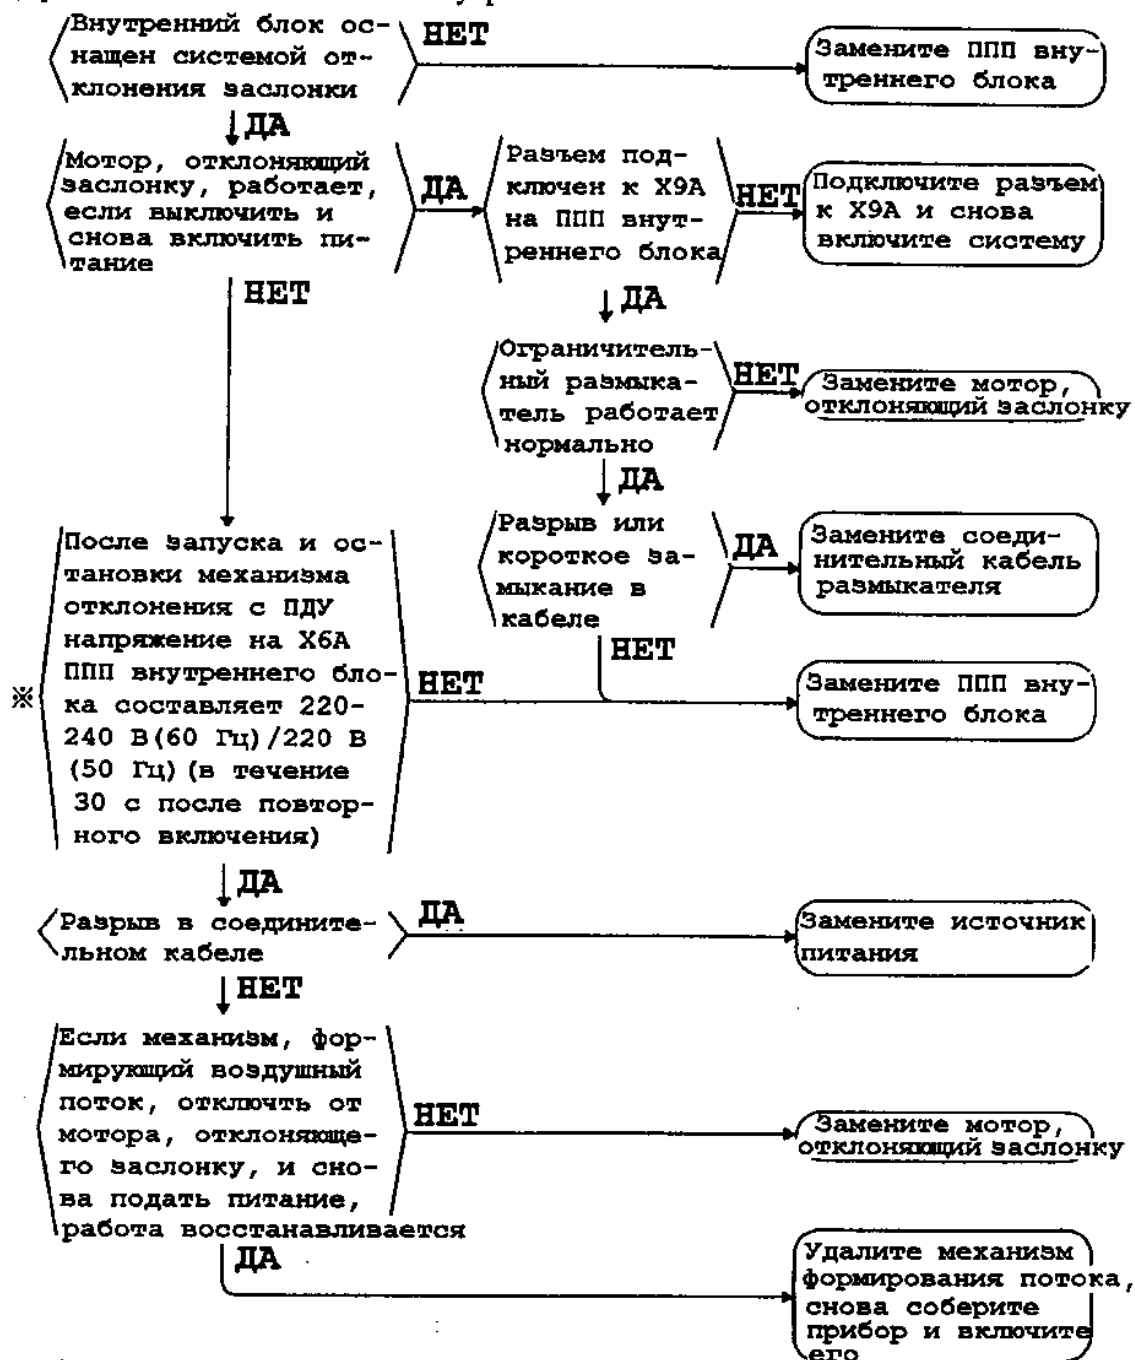 Внутренний блок ос-
нащен системой от-
клонения заслонки
НЕТ
Замените ППП вну-
треннего блока
ДА
Мотор, отклоняющий
заслонку, работает,
если выключить и
снова включить пи-
тание
ДА
Разъем под-
ключен к Х9А
на ППП внут-
реннего блока
НЕТ
Подключите разъем
к Х9А и снова
включите систему
НЕТ
ДА
Ограничитель-
ный размыка-
тель работает
нормально
НЕТ
Замените мотор,
отклоняющий заслонку
ДА
Разрыв или
короткое за-
мыкание в
кабеле
ДА
Замените соеди-
нительный кабель
размыкателя
НЕТ
После запуска и ос-
тановки механизма
отклонения с ПДУ
напряжение на Х6А
ППП внутреннего бло-
※ ка составляет 220-
240 В(60 Гц)/220 В
(50 Гц)(в течение
30 с после повтор-
ного включения)
НЕТ
Замените ППП вну-
треннего блока
ДА
Разрыв в соедините-
льном кабеле
ДА
Замените источник
питания
НЕТ
Если механизм, фор-
мирующий воздушный
поток, отключть от
мотора, отклоняюще-
го заслонку, и сно-
ва подать питание,
работа восстанавливается
НЕТ
Замените мотор,
отклоняющий заслонку
ДА
Удалите механизм
формирования потока,
снова соберите
прибор и включите
его